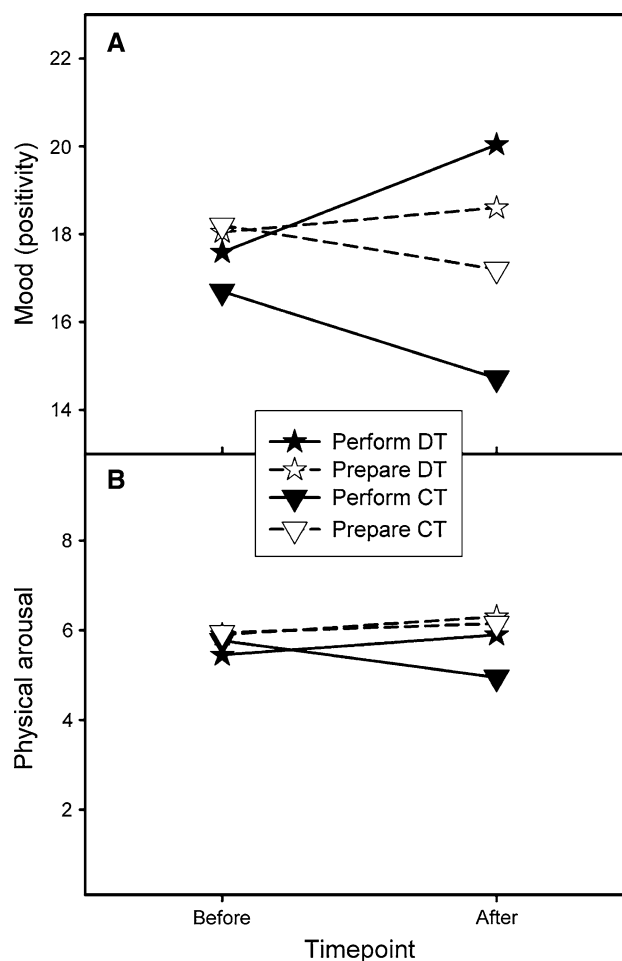 A
22
20
18
16
14
Mood (positivity)
Perform DT
Prepare DT
Perform CT
Prepare CT
B
8
6
4
2
Physical arousal
Before
After
Timepoint